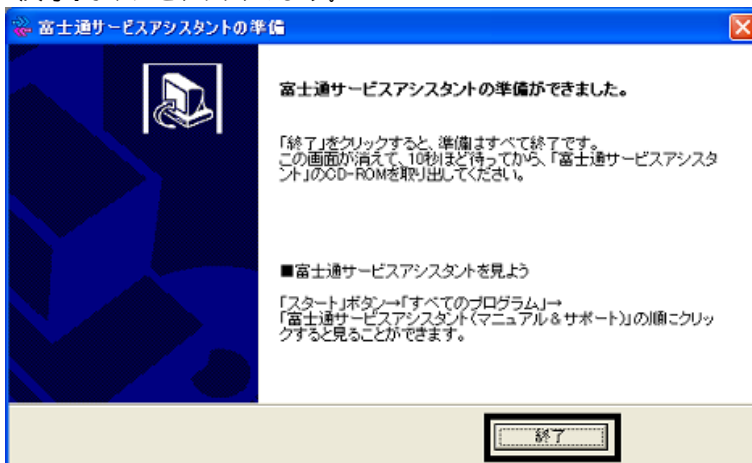 富士通サービスアシスタントの準備
富士通サービスアシスタントの準備ができました。
「終了」をクリックすると、準備はすべて終了です。
この画面が消えて、10秒ほど待ってから、「富士通サービスアシスタ
ント」のCD-ROMを取り出してください。
■富士通サービスアシスタントを見よう
「スタート」ボタン→「すべてのプログラム」→
「富士通サービスアシスタント(マニュアル&サポート)」の順にクリッ
クすると見ることができます。
終了